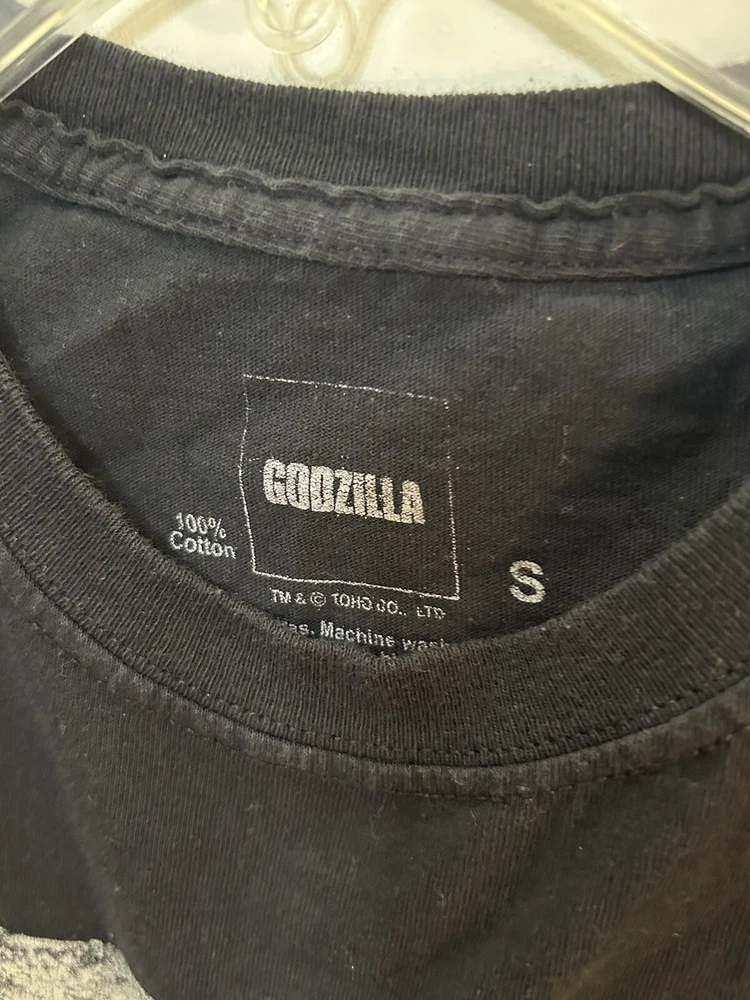 GODZILLA
100%
Cotton
S
TM & © TOHO CO., LTD
Machine